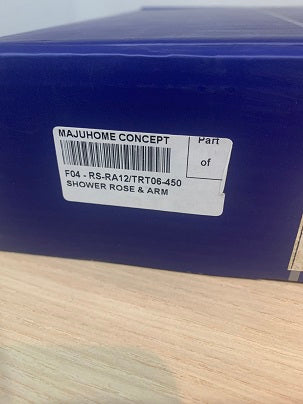 MAJUHOME CONCEPT
Part
of
F04 - RS-RA12/TRT06-450
SHOWER ROSE & ARM